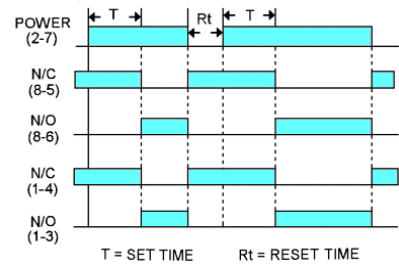 T
Rt
T
POWER
(2-7)
N/C
(8-5)
N/O
(8-6)
N/C
(1-4)
N/O
(1-3)
T = SET TIME
Rt = RESET TIME